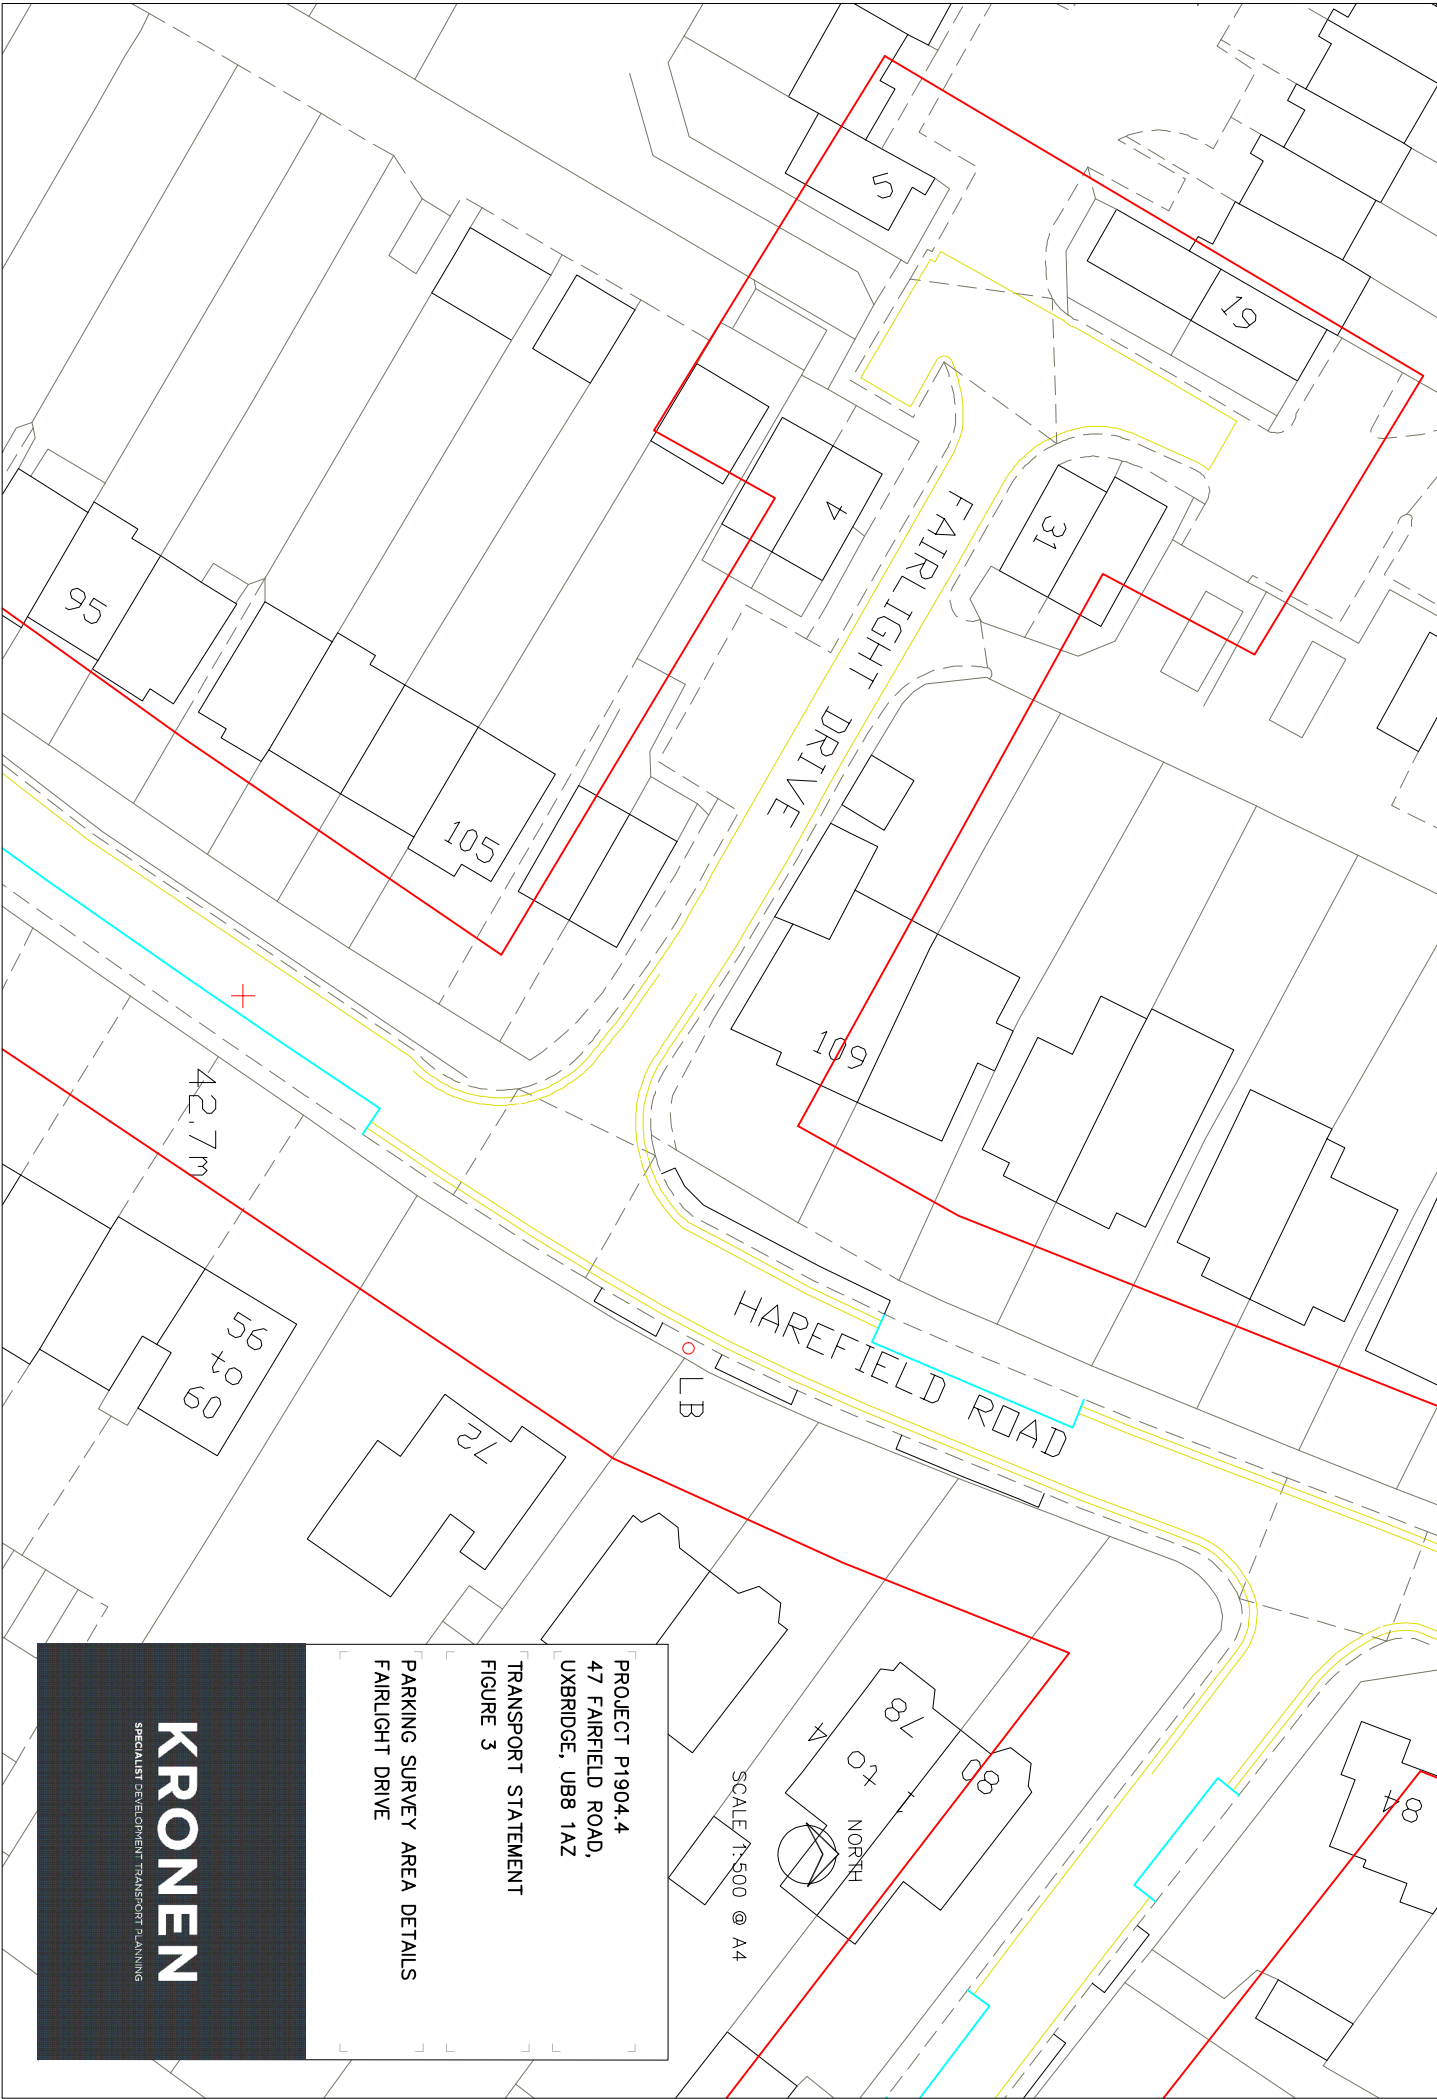 5
19
4
31
FAIRLIGHT DRIVE
95
105
109
42.7m
HAREFIELD ROAD
LB
56
to
60
72
78
to
80
4
84
NORTH
SCALE 1:500 @ A4
PROJECT P1904.4
47 FAIRFIELD ROAD,
UXBRIDGE, UB8 1AZ
TRANSPORT STATEMENT
FIGURE 3
PARKING SURVEY AREA DETAILS
FAIRLIGHT DRIVE
KRONEN
SPECIALIST DEVELOPMENT TRANSPORT PLANNING